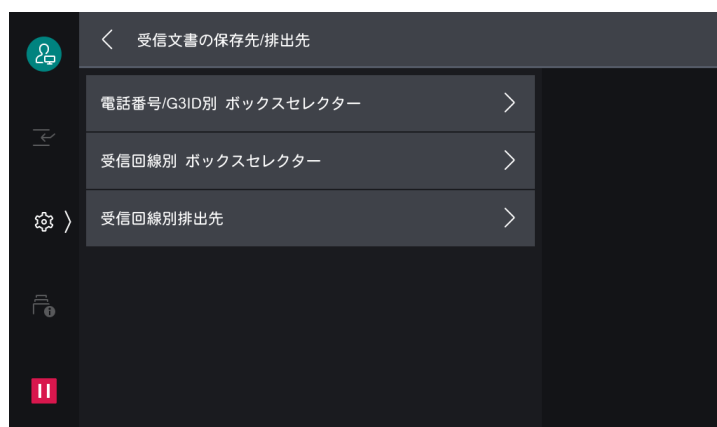 受信文書の保存先/排出先
電話番号/G3ID別 ボックスセレクター
受信回線別 ボックスセレクター
受信回線別排出先